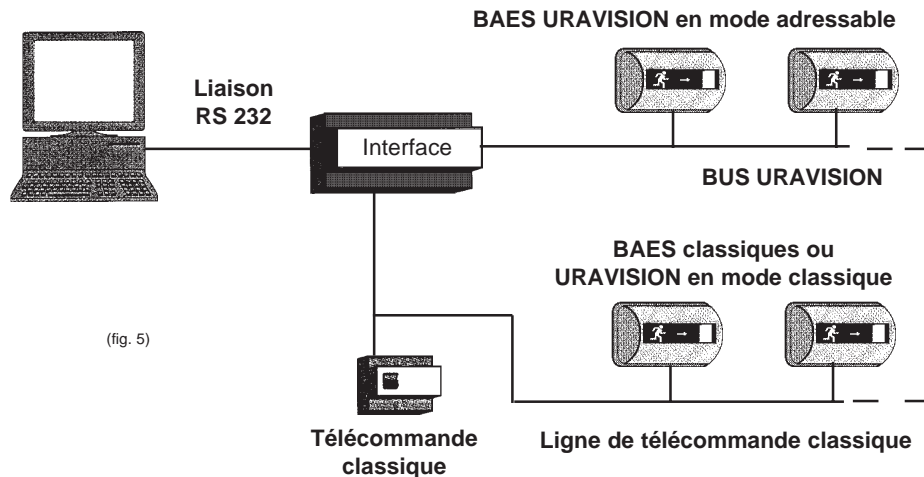 BAES URAVISION en mode adressable
Liaison
RS 232
Interface
BUS URAVISION
BAES classiques ou
URAVISION en mode classique
(fig. 5)
Télécommande
classique
Ligne de télécommande classique